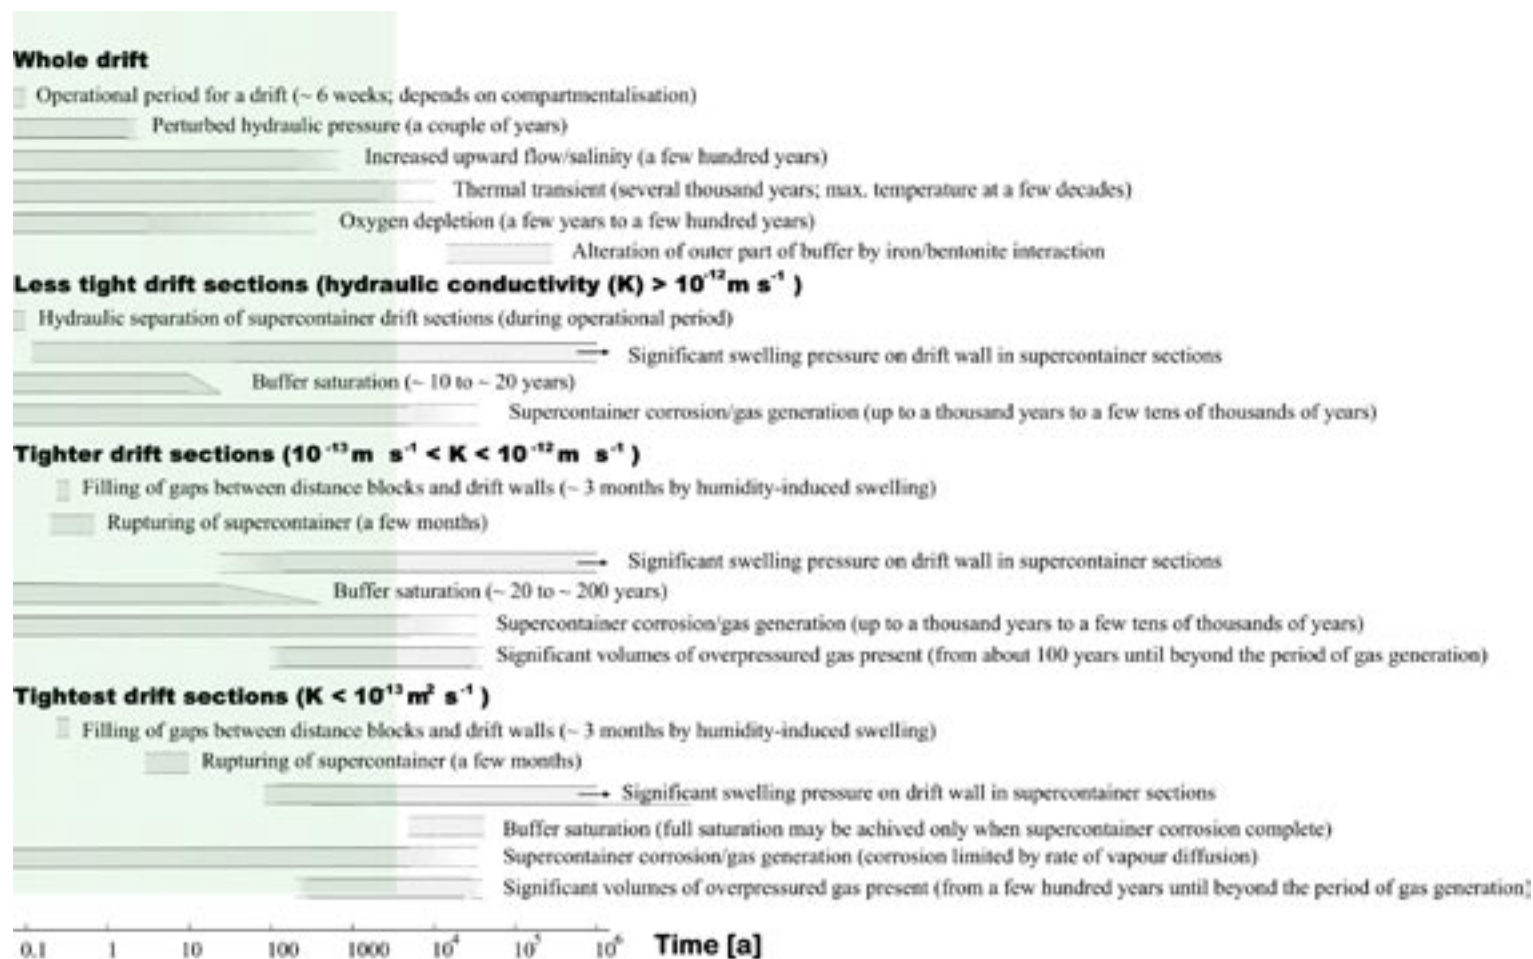 Whole drift
Operational period for a drift (~ 6 weeks; depends on compartmentalisation)
Perturbed hydraulic pressure (a couple of years)
Increased upward flow/salinity (a few hundred years)
Thermal transient (several thousand years; max. temperature at a few decades)
Oxygen depletion (a few years to a few hundred years)
Alteration of outer part of buffer by iron/bentonite interaction
Less tight drift sections (hydraulic conductivity (K) > 10⁻¹² m s⁻¹ )
Hydraulic separation of supercontainer drift sections (during operational period)
Significant swelling pressure on drift wall in supercontainer sections
Buffer saturation (~ 10 to ~ 20 years)
Supercontainer corrosion/gas generation (up to a thousand years to a few tens of thousands of years)
Tighter drift sections (10⁻¹³ m s⁻¹ < K < 10⁻¹² m s⁻¹ )
Filling of gaps between distance blocks and drift walls (~ 3 months by humidity-induced swelling)
Rupturing of supercontainer (a few months)
Significant swelling pressure on drift wall in supercontainer sections
Buffer saturation (~ 20 to ~ 200 years)
Supercontainer corrosion/gas generation (up to a thousand years to a few tens of thousands of years)
Significant volumes of overpressured gas present (from about 100 years until beyond the period of gas generation)
Tightest drift sections (K < 10¹³ m² s⁻¹ )
Filling of gaps between distance blocks and drift walls (~ 3 months by humidity-induced swelling)
Rupturing of supercontainer (a few months)
Significant swelling pressure on drift wall in supercontainer sections
Buffer saturation (full saturation may be achived only when supercontainer corrosion complete)
Supercontainer corrosion/gas generation (corrosion limited by rate of vapour diffusion)
Significant volumes of overpressured gas present (from a few hundred years until beyond the period of gas generation)
0.1 1 10 100 1000 10⁴ 10⁵ 10⁶ Time [a]